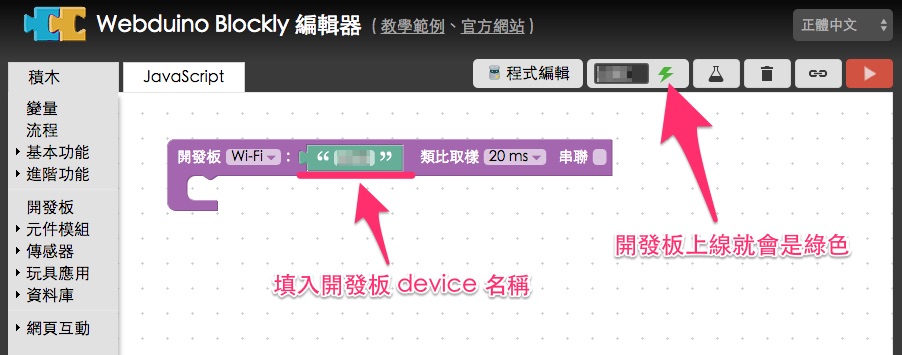 Webduino Blockly 編輯器 ( 教學範例、官方網站 )
正體中文
積木
JavaScript
程式編輯
變量
流程
基本功能
進階功能
開發板
元件模組
傳感器
玩具應用
資料庫
網頁互動
開發板 Wi-Fi : “ ” 類比取樣 20 ms 串聯
填入開發板 device 名稱
開發板上線就會是綠色